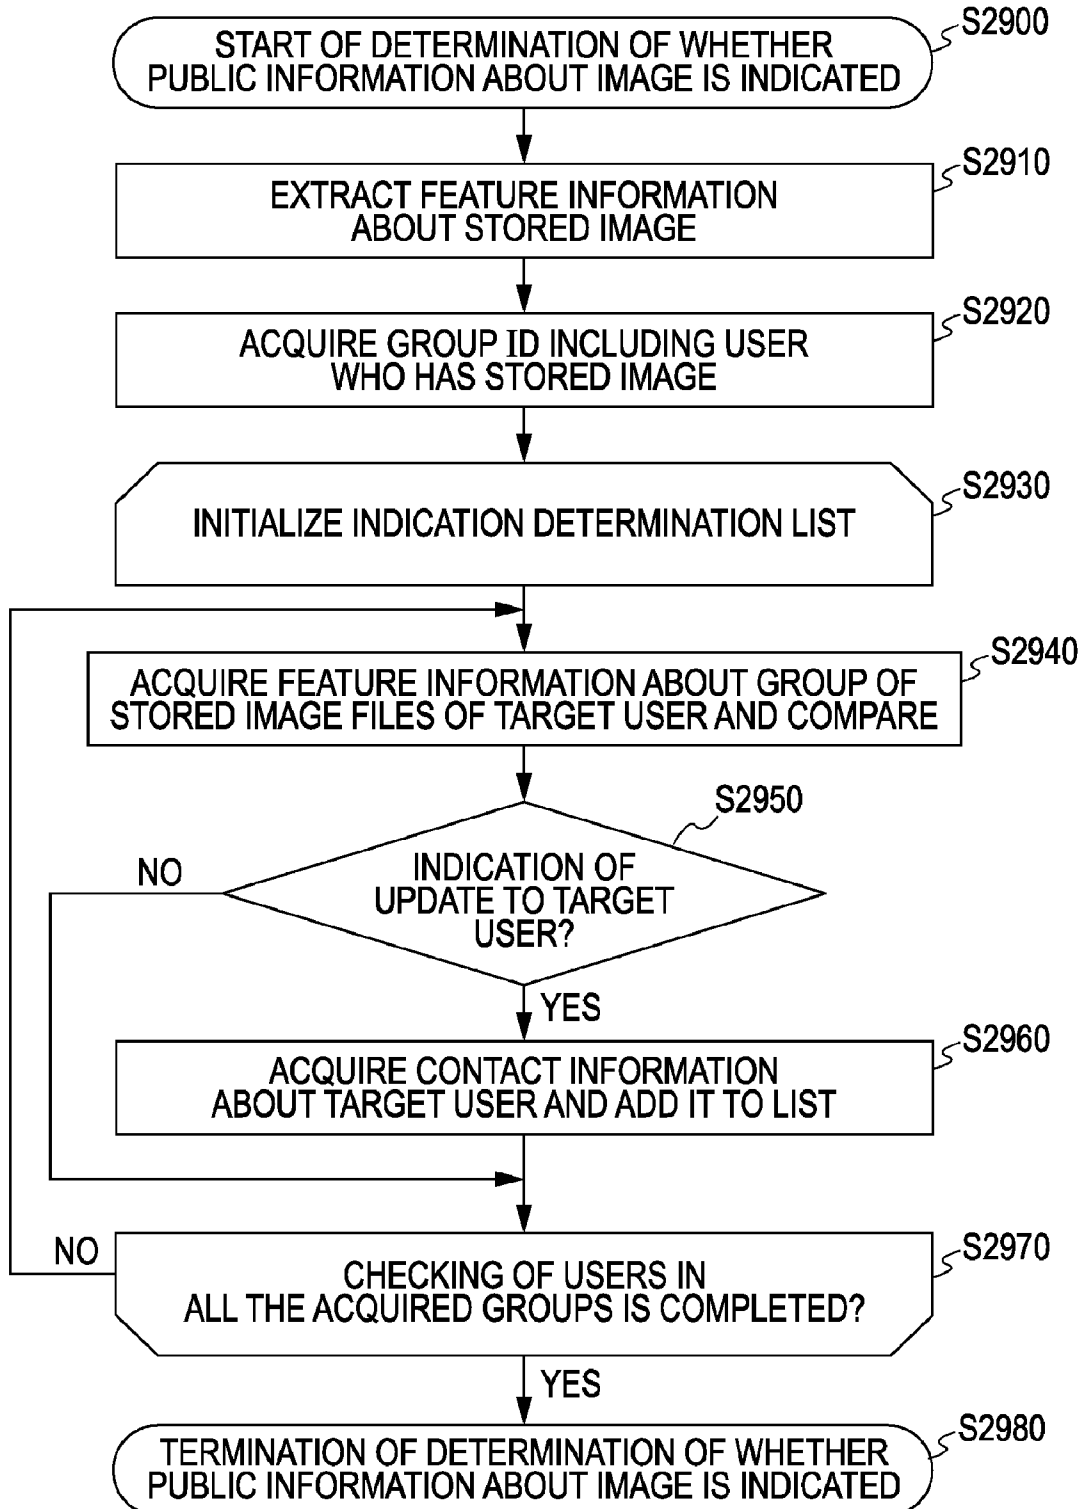 S2900
START OF DETERMINATION OF WHETHER
PUBLIC INFORMATION ABOUT IMAGE IS INDICATED
S2910
EXTRACT FEATURE INFORMATION
ABOUT STORED IMAGE
S2920
ACQUIRE GROUP ID INCLUDING USER
WHO HAS STORED IMAGE
S2930
INITIALIZE INDICATION DETERMINATION LIST
S2940
ACQUIRE FEATURE INFORMATION ABOUT GROUP OF
STORED IMAGE FILES OF TARGET USER AND COMPARE
S2950
NO
INDICATION OF
UPDATE TO TARGET
USER?
YES
S2960
ACQUIRE CONTACT INFORMATION
ABOUT TARGET USER AND ADD IT TO LIST
S2970
NO
CHECKING OF USERS IN
ALL THE ACQUIRED GROUPS IS COMPLETED?
YES
S2980
TERMINATION OF DETERMINATION OF WHETHER
PUBLIC INFORMATION ABOUT IMAGE IS INDICATED